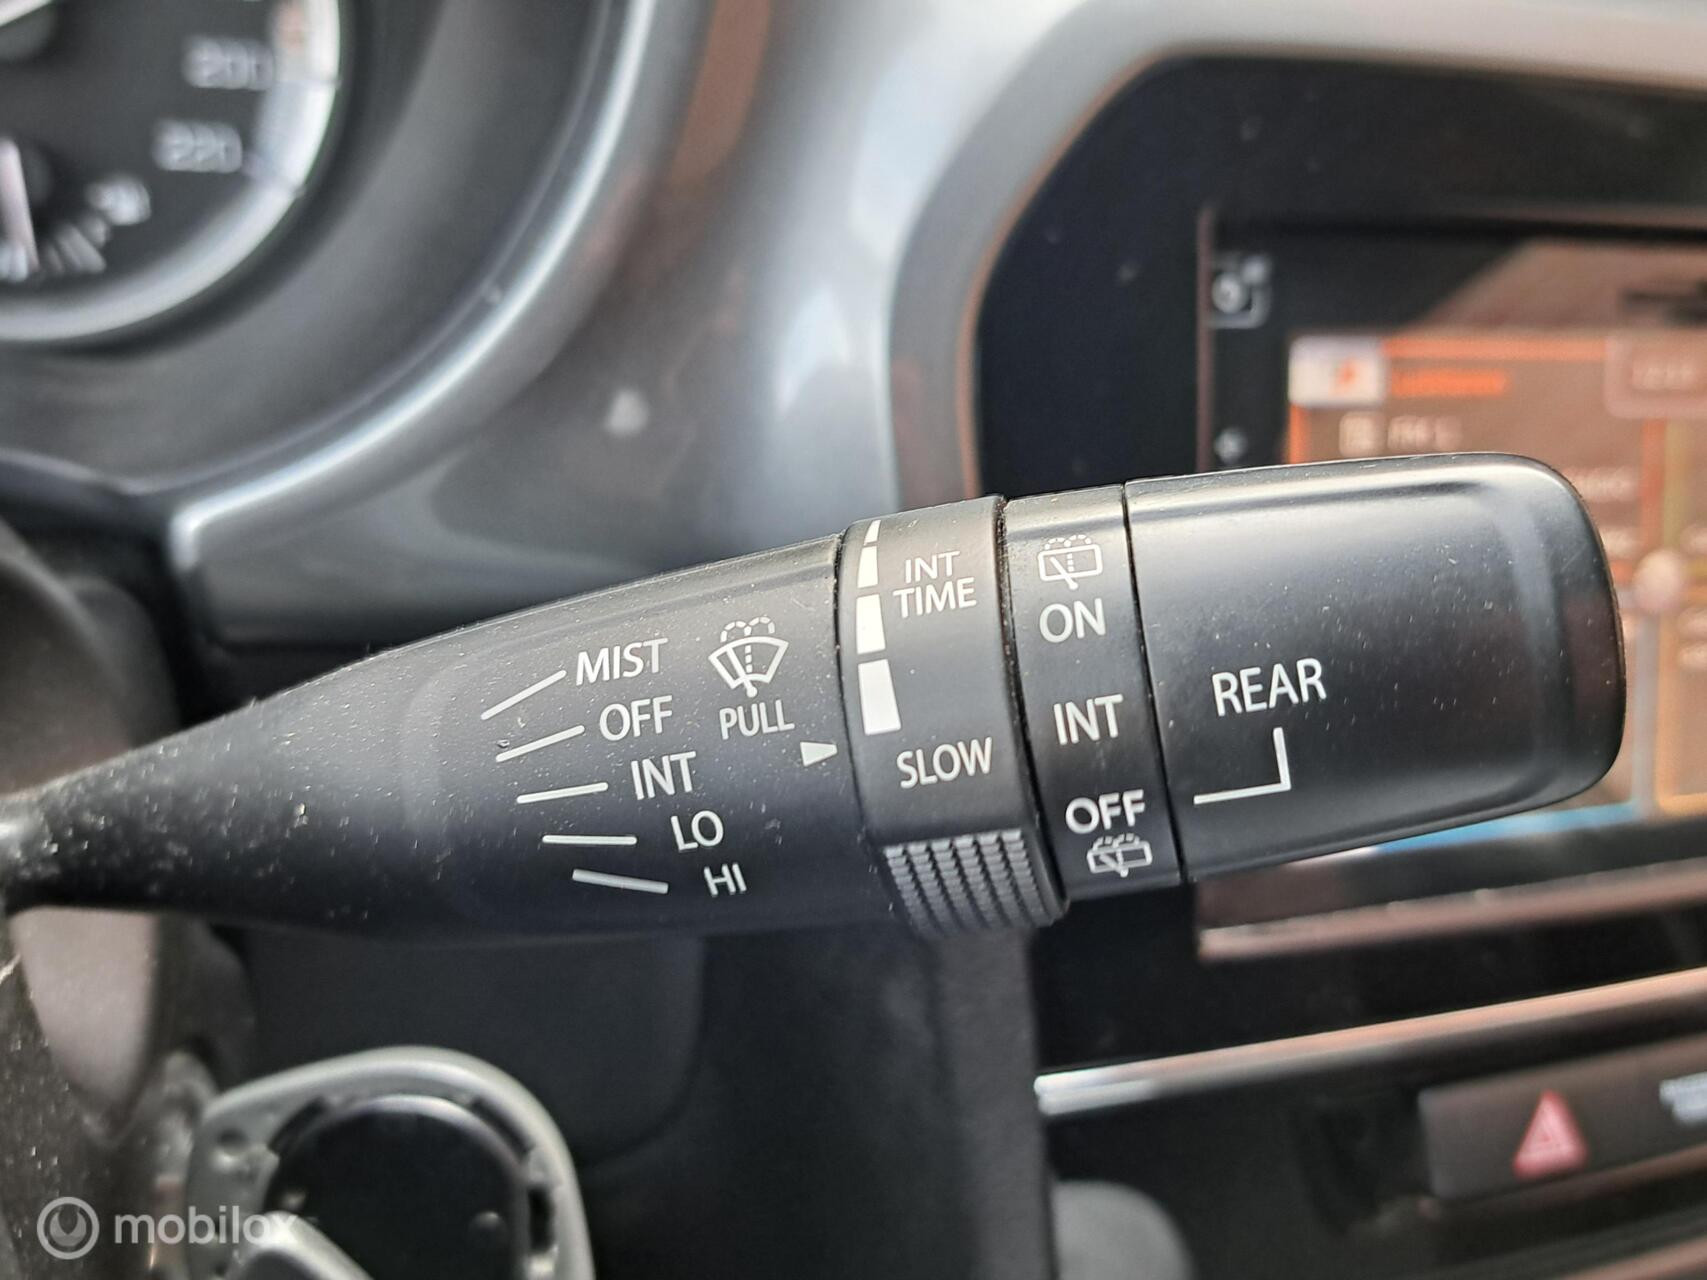 200
220
MIST
OFF
INT
LO
HI
PULL
INT
TIME
SLOW
ON
INT
OFF
REAR
mobilox